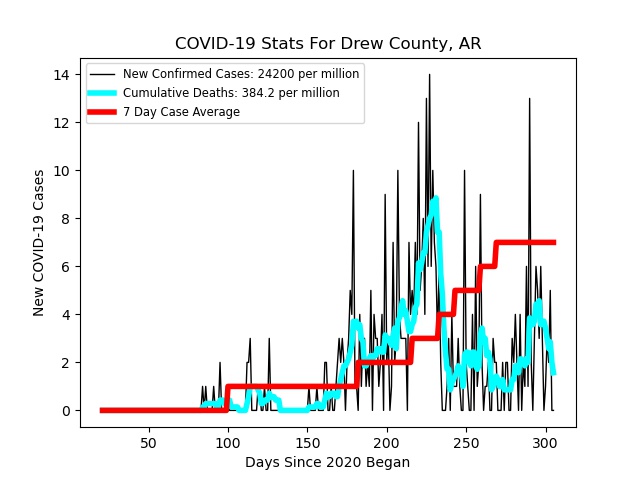 COVID-19 Stats For Drew County, AR
New Confirmed Cases: 24200 per million
Cumulative Deaths: 384.2 per million
7 Day Case Average
14
12
10
8
6
4
2
0
New COVID-19 Cases
50 100 150 200 250 300
Days Since 2020 Began